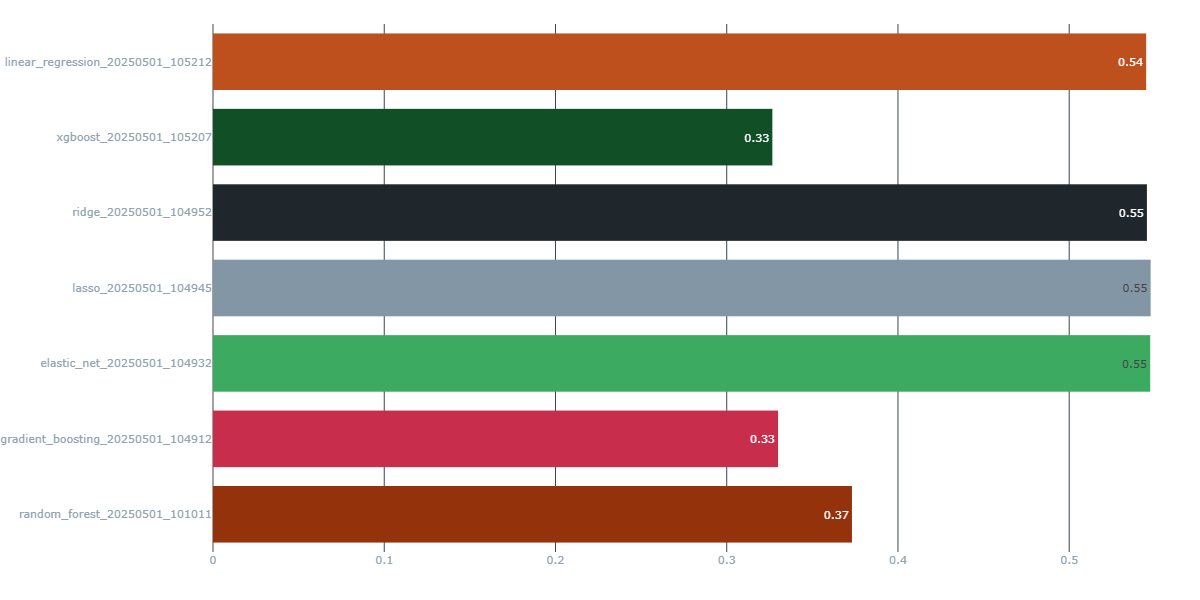 linear_regression_20250501_105212 0.54
xgboost_20250501_105207 0.33
ridge_20250501_104952 0.55
lasso_20250501_104945 0.55
elastic_net_20250501_104932 0.55
gradient_boosting_20250501_104912 0.33
random_forest_20250501_101011 0.37
0 0.1 0.2 0.3 0.4 0.5